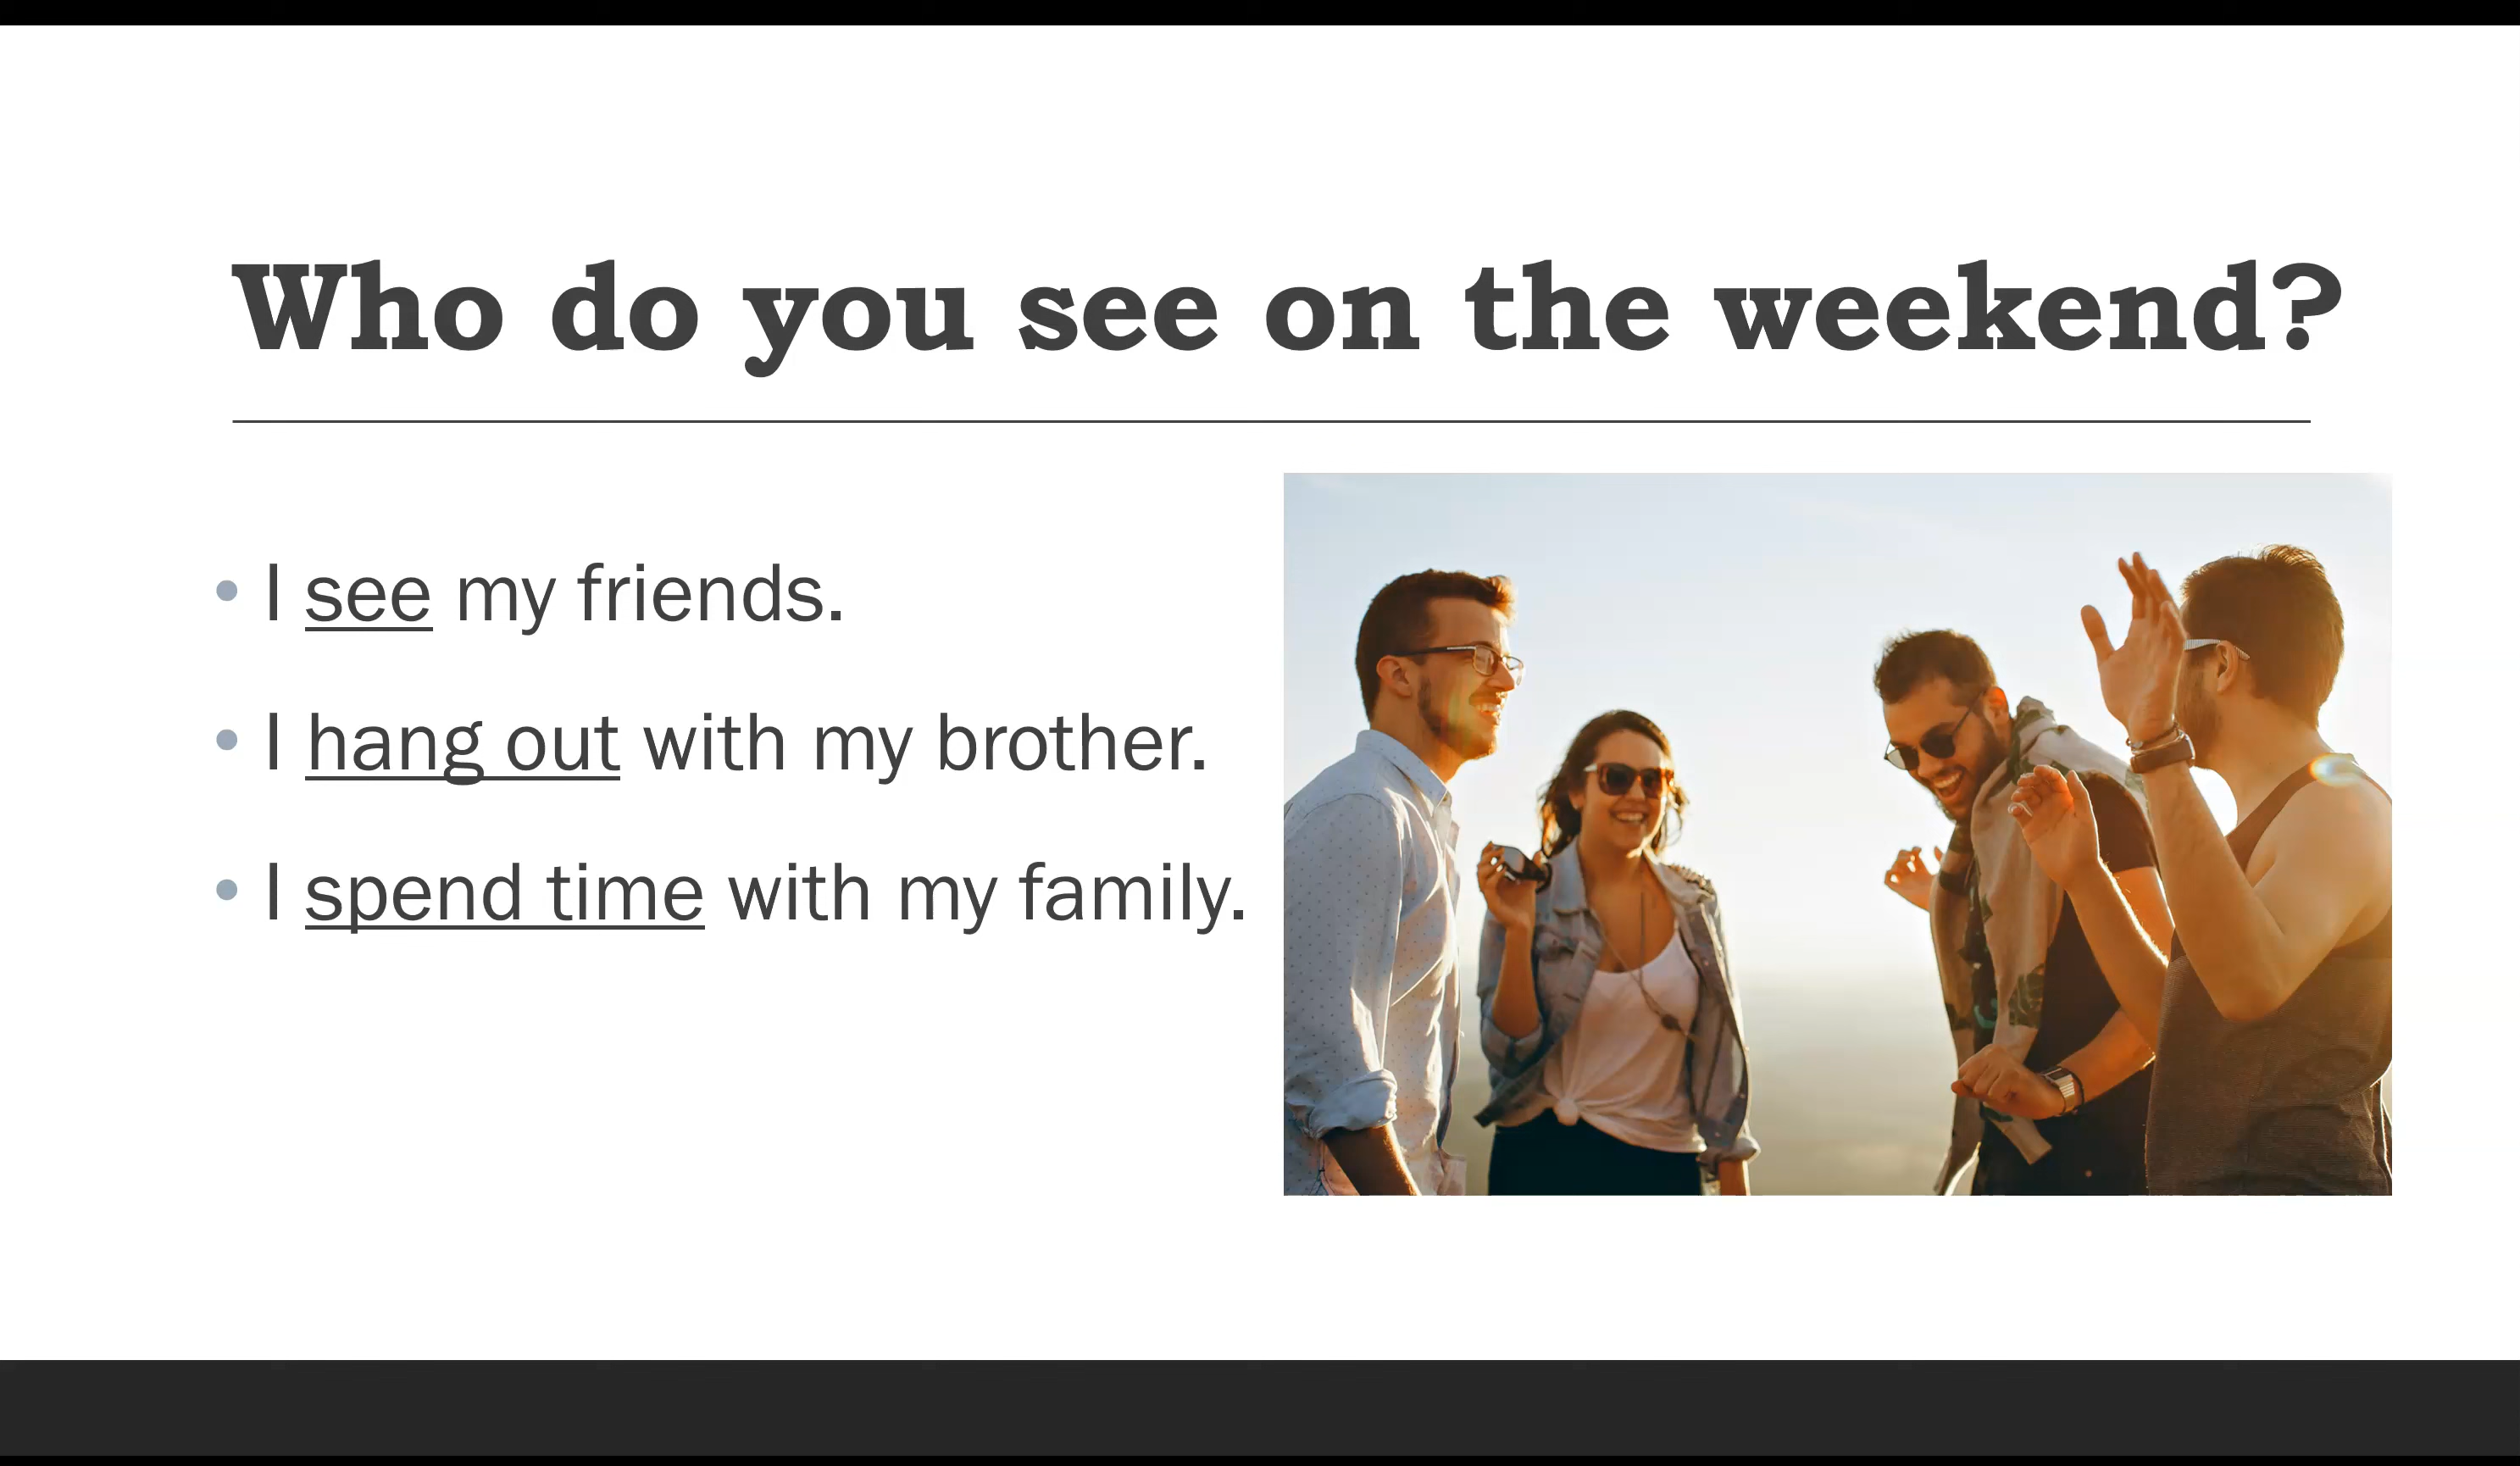 Who do you see on the weekend?
• I see my friends.
• I hang out with my brother.
• I spend time with my family.